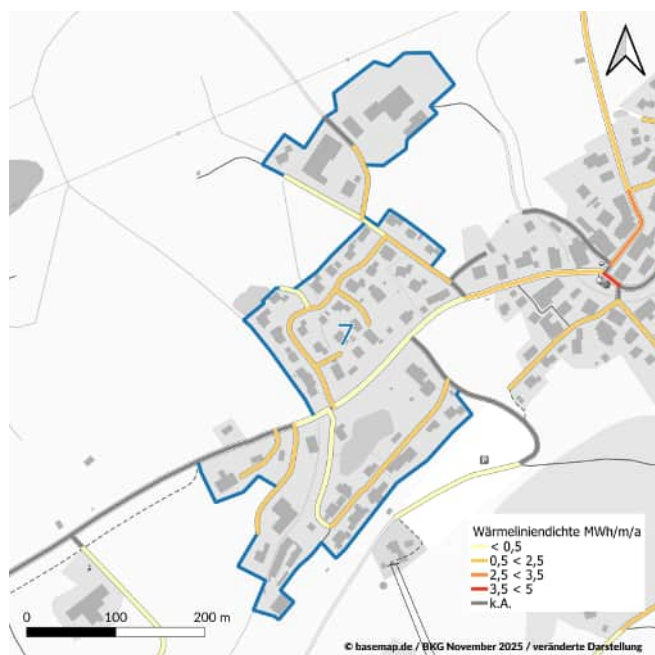 7
P
Wärmeliniendichte MWh/m/a
< 0,5
0,5 < 2,5
2,5 < 3,5
3,5 < 5
k.A.
0 100 200 m
© basemap.de / BKG November 2025 / veränderte Darstellung